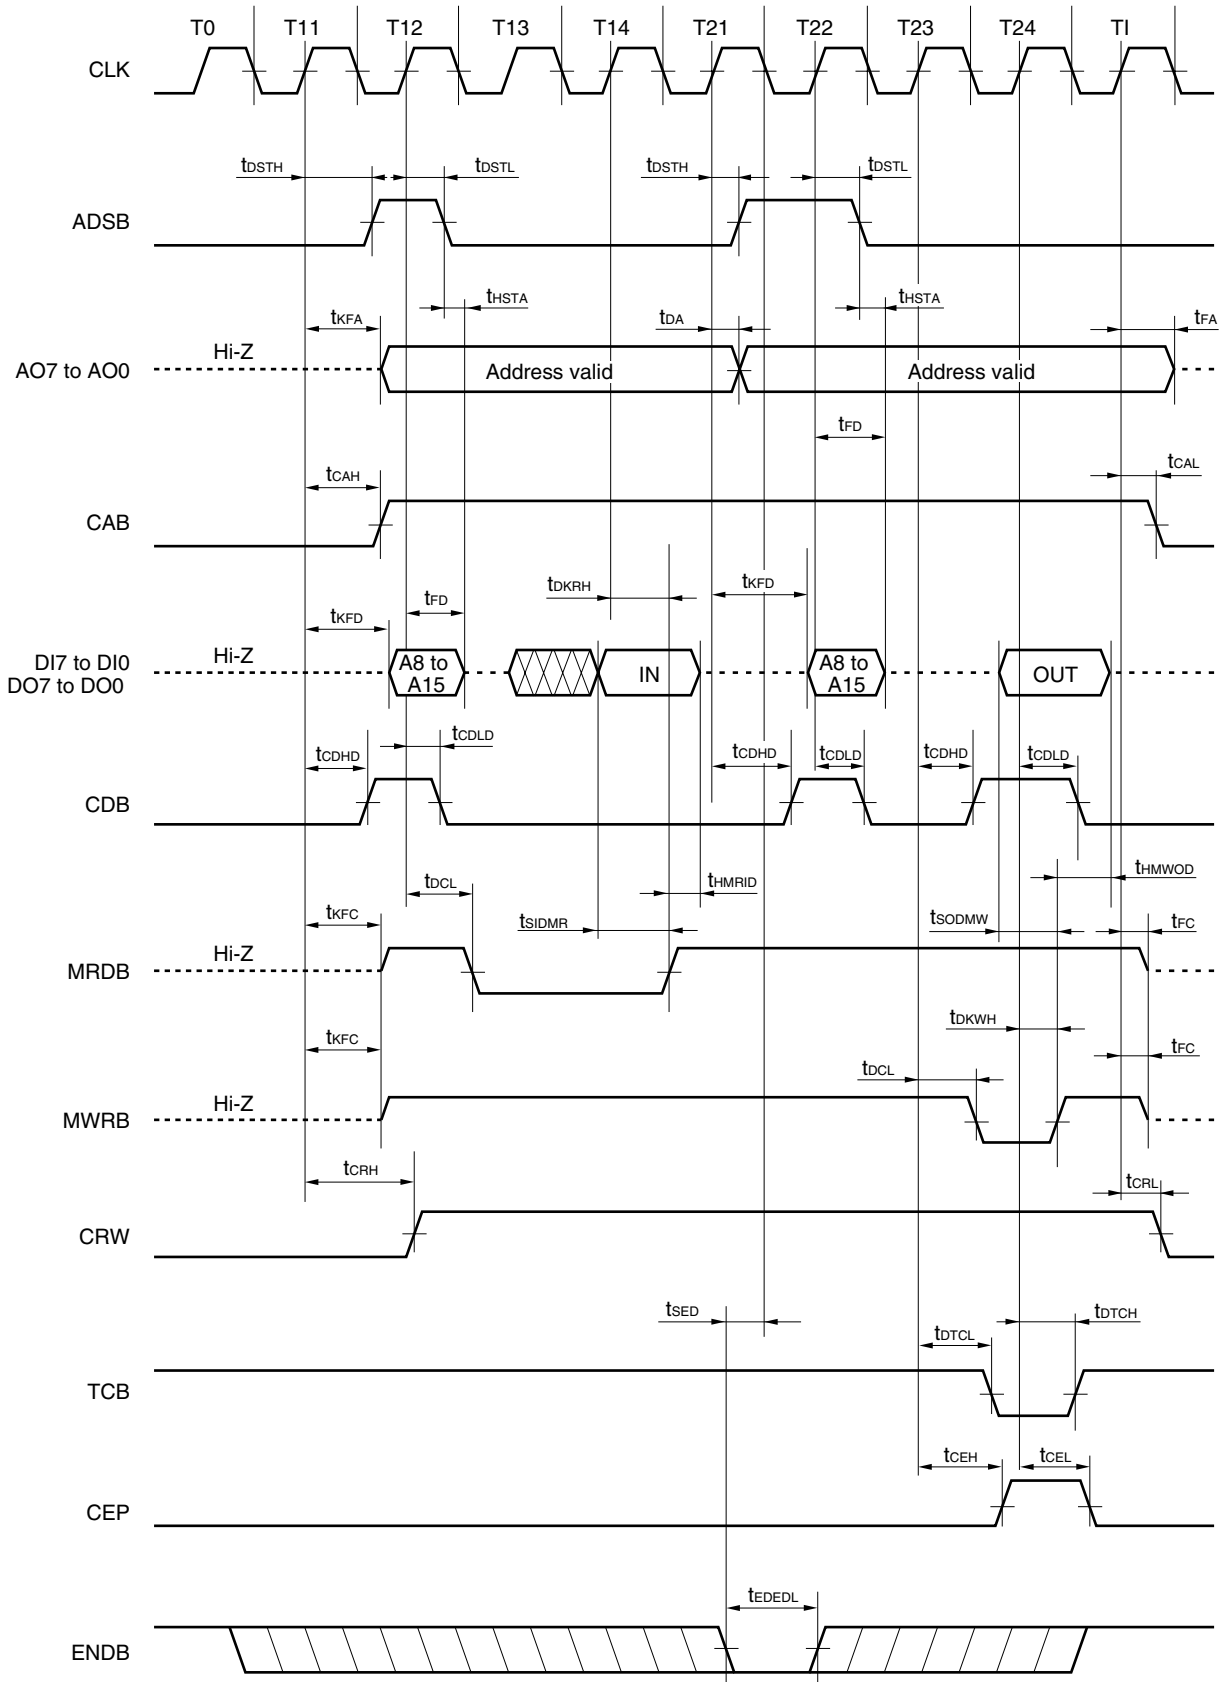 T0 T11 T12 T13 T14 T21 T22 T23 T24 TI
CLK
tDSTH tDSTL tDSTH tDSTL
ADSB
tHSTA tHSTA
tKFA tDA tFA
Hi-Z
AO7 to AO0 Address valid Address valid
tFD
tCAH tCAL
CAB
tFD tDKRH tKFD
tKFD
Hi-Z
DI7 to DI0
DO7 to DO0
A8 to
A15
IN
A8 to
A15
OUT
tCDHD tCDLD tCDHD tCDLD tCDHD tCDLD
CDB
tDCL tHMRID tHMWOD
tKFC tSIDMR tSODMW tFC
Hi-Z
MRDB
tKFC tDKWH tFC
tDCL
Hi-Z
MWRB
tCRH tCRL
CRW
tSED tDTCH
tDTCL
TCB
tCEH tCEL
CEP
tEDEDL
ENDB